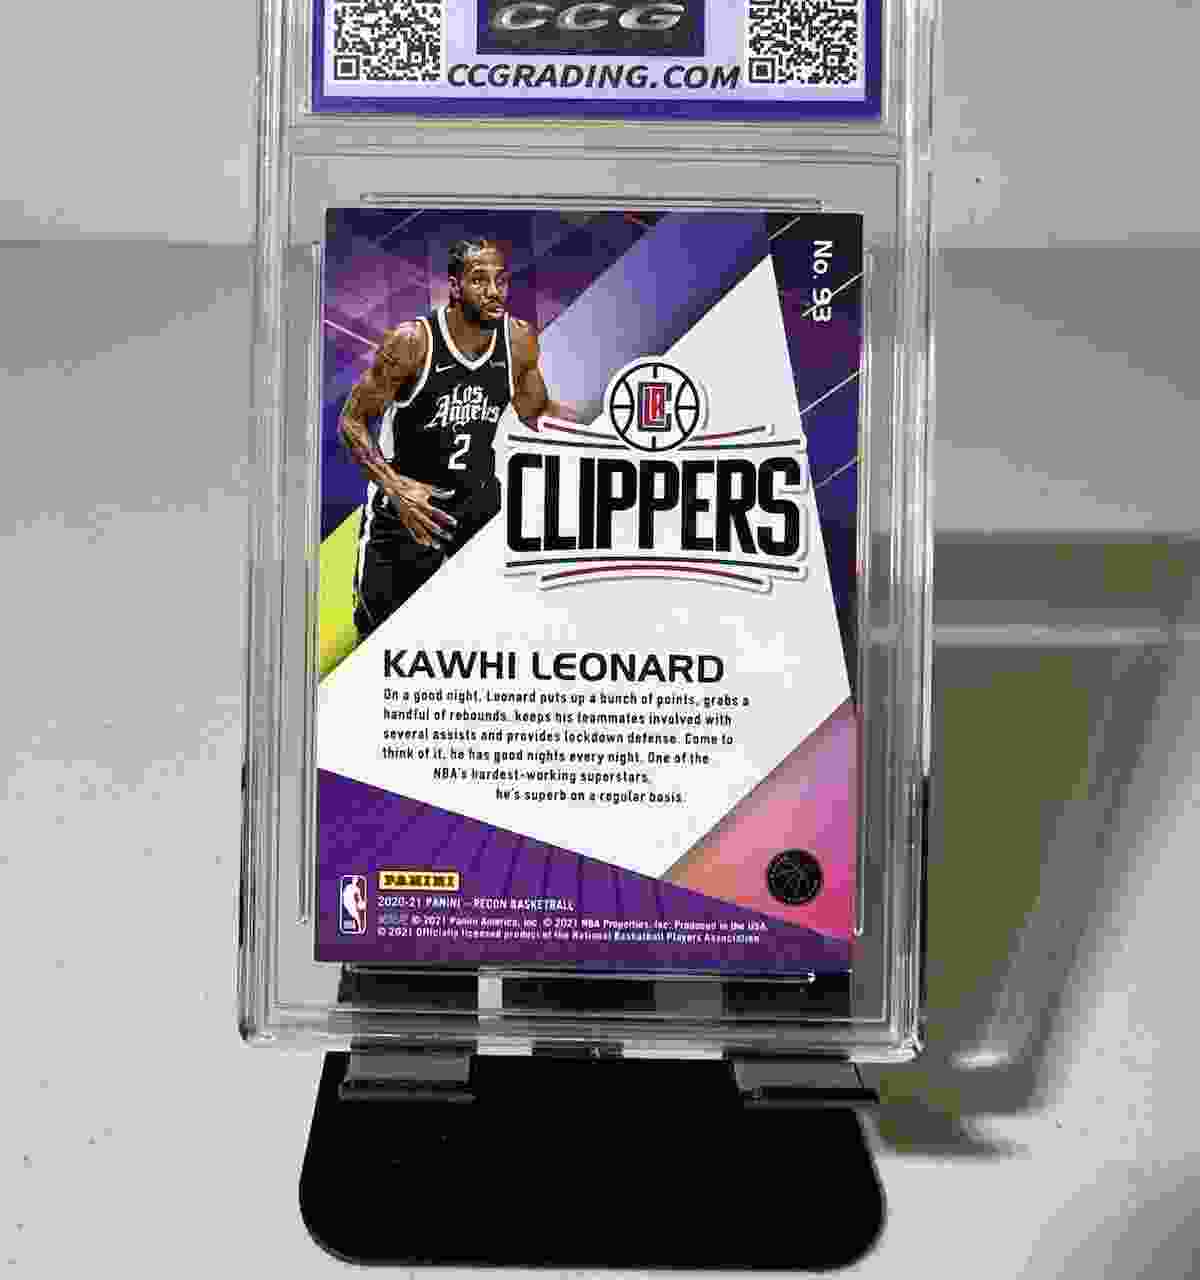 CCG
CCGRADING.COM
No. 93
Los
Angeles
2
CLIPPERS
KAWHI LEONARD
On a good night, Leonard puts up a bunch of points, grabs a
handful of rebounds, keeps his teammates involved with
several assists and provides lockdown defense. Come to
think of it, he has good nights every night. One of the
NBA's hardest-working superstars,
he's superb on a regular basis.
PANINI
2020-21 PANINI – RECON BASKETBALL
© 2021 Panini America, Inc. © 2021 NBA Properties, Inc. Produced in the USA.
© 2021 Officially licensed product of the National Basketball Players Association